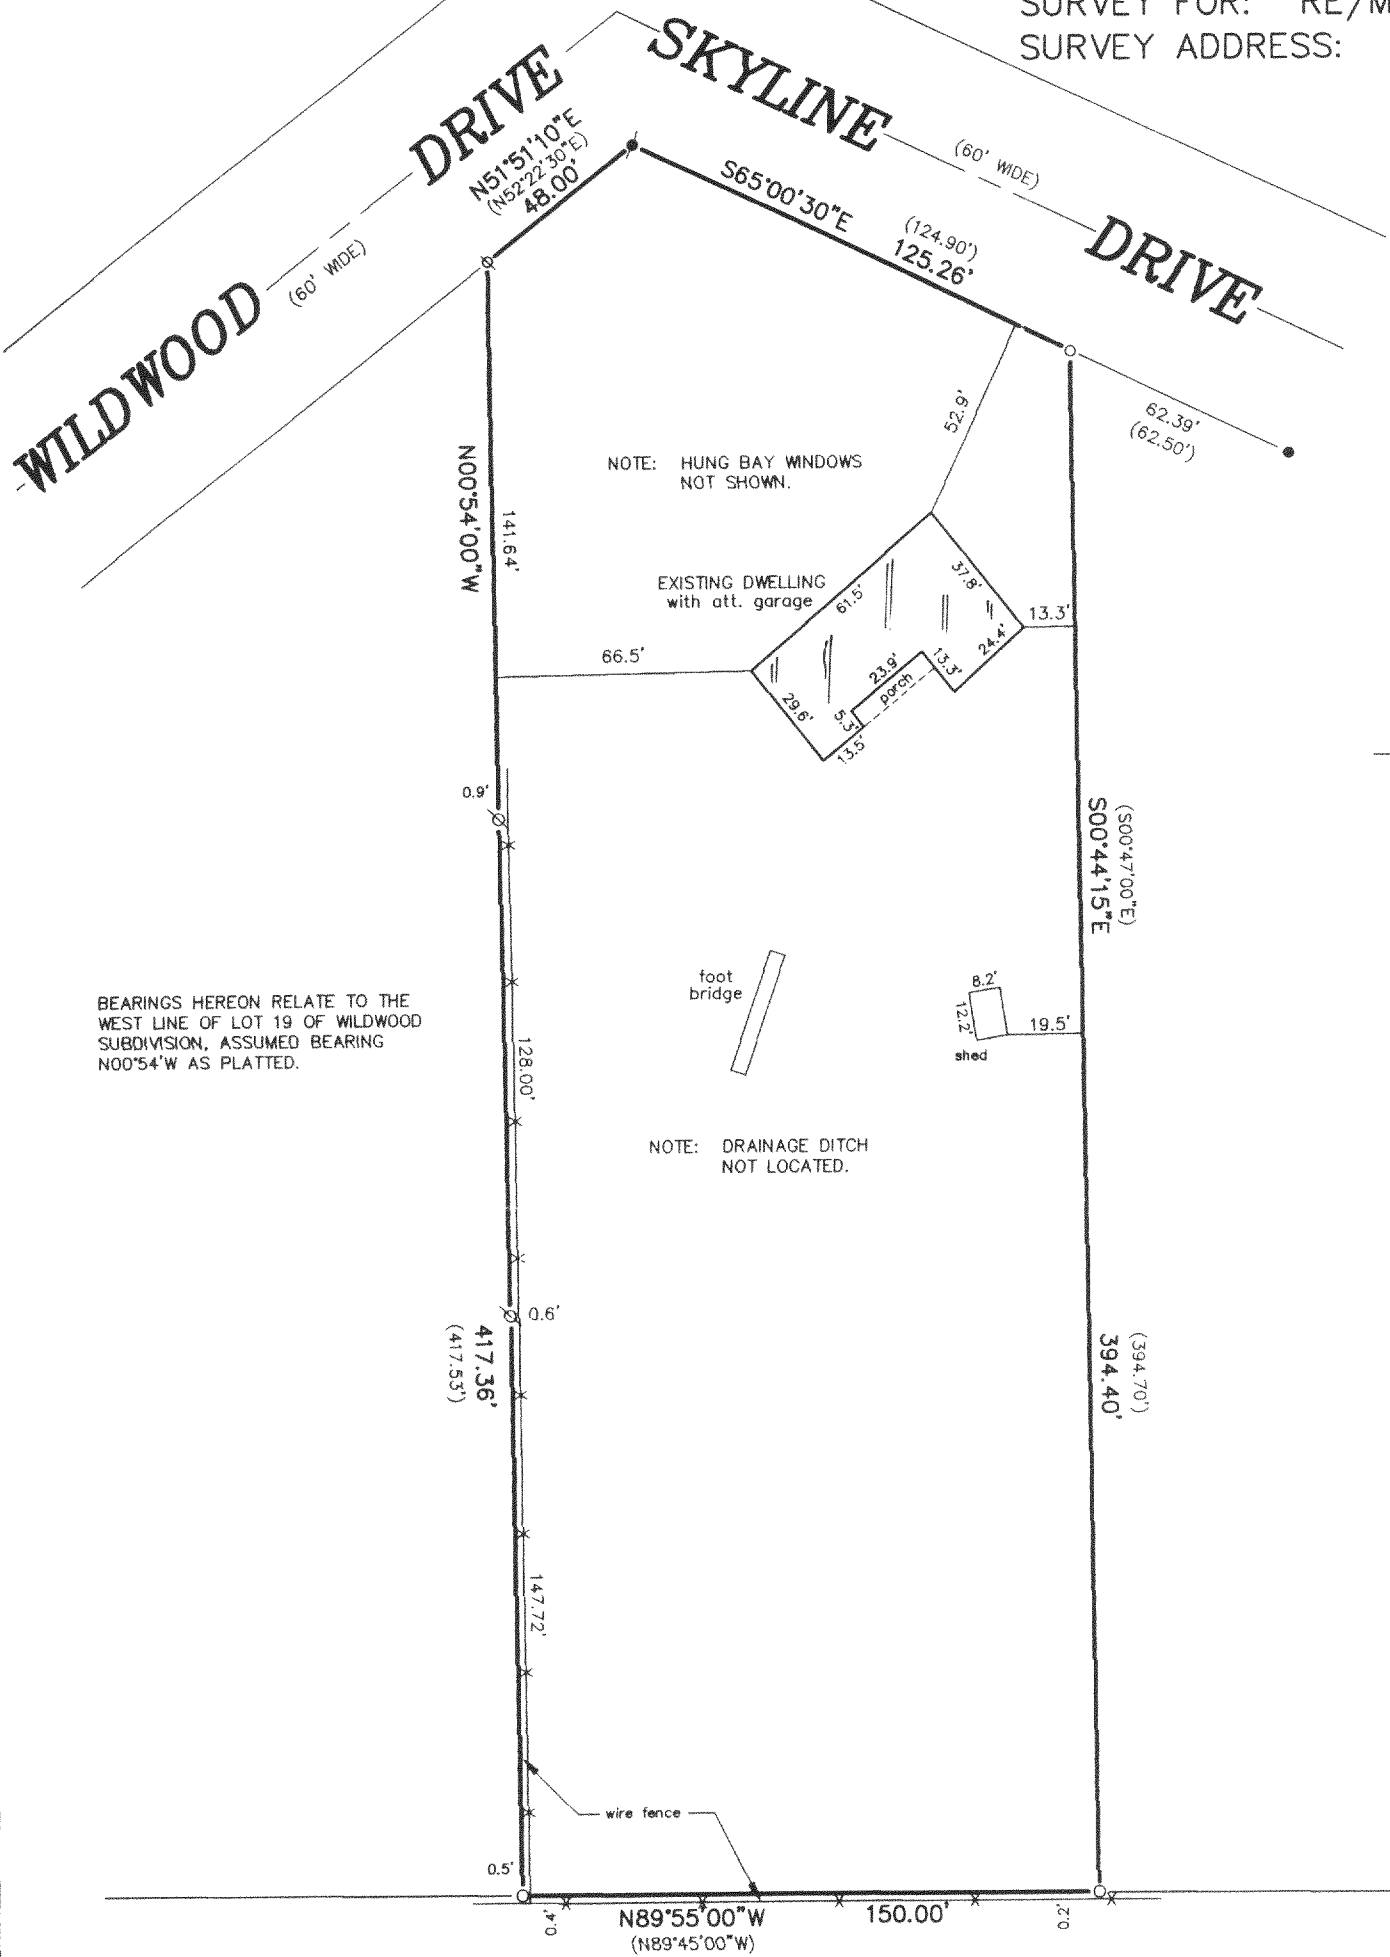 SURVEY FOR: RE/M
SURVEY ADDRESS:
WILDWOOD DRIVE
(60' WIDE)
SKYLINE DRIVE
(60' WIDE)
N51°51'10"E
(N52°22'30"E)
48.00'
S65°00'30"E
(124.90')
125.26'
62.39'
(62.50')
52.9'
N00°54'00"W
141.64'
NOTE: HUNG BAY WINDOWS
NOT SHOWN.
EXISTING DWELLING
with att. garage
61.5'
37.8'
13.3'
24.4'
66.5'
23.9'
13.3'
porch
29.6'
5.3'
13.5'
0.9'
S00°44'15"E
(S00°47'00"E)
foot
bridge
8.2'
12.2'
19.5'
shed
BEARINGS HEREON RELATE TO THE
WEST LINE OF LOT 19 OF WILDWOOD
SUBDIVISION, ASSUMED BEARING
N00°54'W AS PLATTED.
128.00'
NOTE: DRAINAGE DITCH
NOT LOCATED.
0.6'
417.36'
(417.53')
394.40'
(394.70')
147.72'
wire fence
0.5'
0.4'
N89°55'00"W
150.00'
0.2'
(N89°45'00"W)